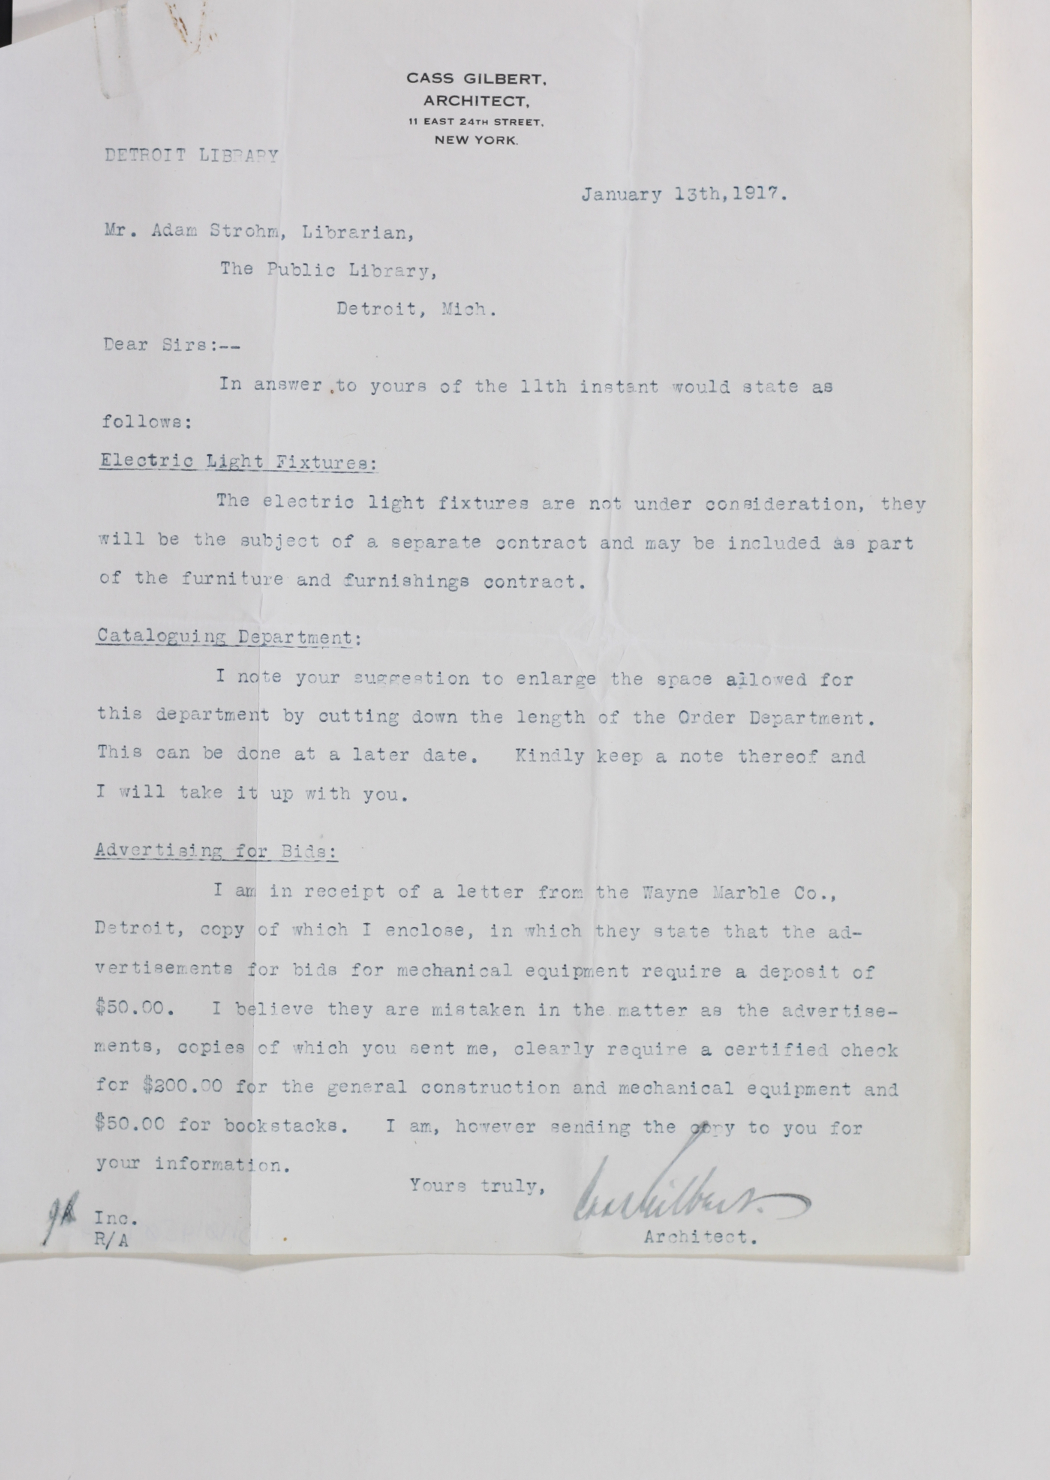 CASS GILBERT,
ARCHITECT,
11 EAST 24TH STREET,
NEW YORK.
DETROIT LIBRARY
January 13th,1917.
Mr. Adam Strohm, Librarian,
The Public Library,
Detroit, Mich.
Dear Sirs:--
In answer to yours of the 11th instant would state as
follows:
Electric Light Fixtures:
The electric light fixtures are not under consideration, they
will be the subject of a separate contract and may be included as part
of the furniture and furnishings contract.
Cataloguing Department:
I note your suggestion to enlarge the space allowed for
this department by cutting down the length of the Order Department.
This can be done at a later date. Kindly keep a note thereof and
I will take it up with you.
Advertising for Bids:
I am in receipt of a letter from the Wayne Marble Co.,
Detroit, copy of which I enclose, in which they state that the ad-
vertisements for bids for mechanical equipment require a deposit of
$50.00. I believe they are mistaken in the matter as the advertise-
ments, copies of which you sent me, clearly require a certified check
for $200.00 for the general construction and mechanical equipment and
$50.00 for bookstacks. I am, however sending the copy to you for
your information.
Yours truly,
Cass Gilbert.
Inc.
R/A
Architect.